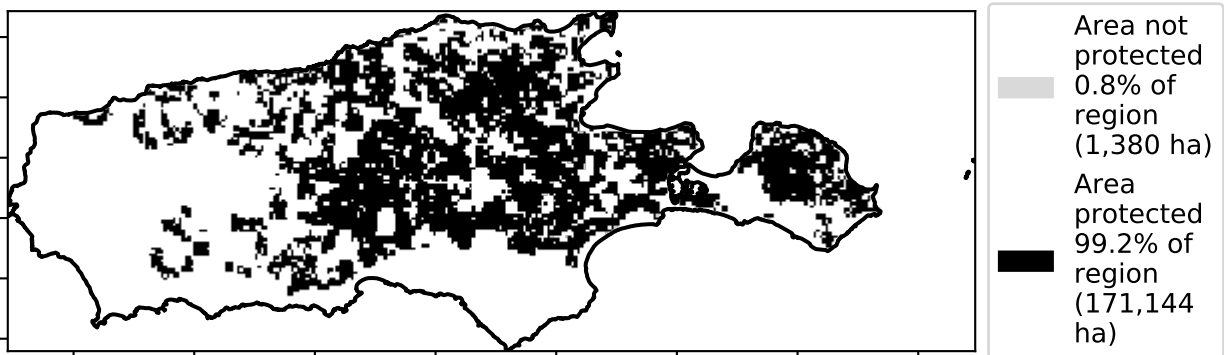 Area not
protected
0.8% of
region
(1,380 ha)
Area
protected
99.2% of
region
(171,144
ha)